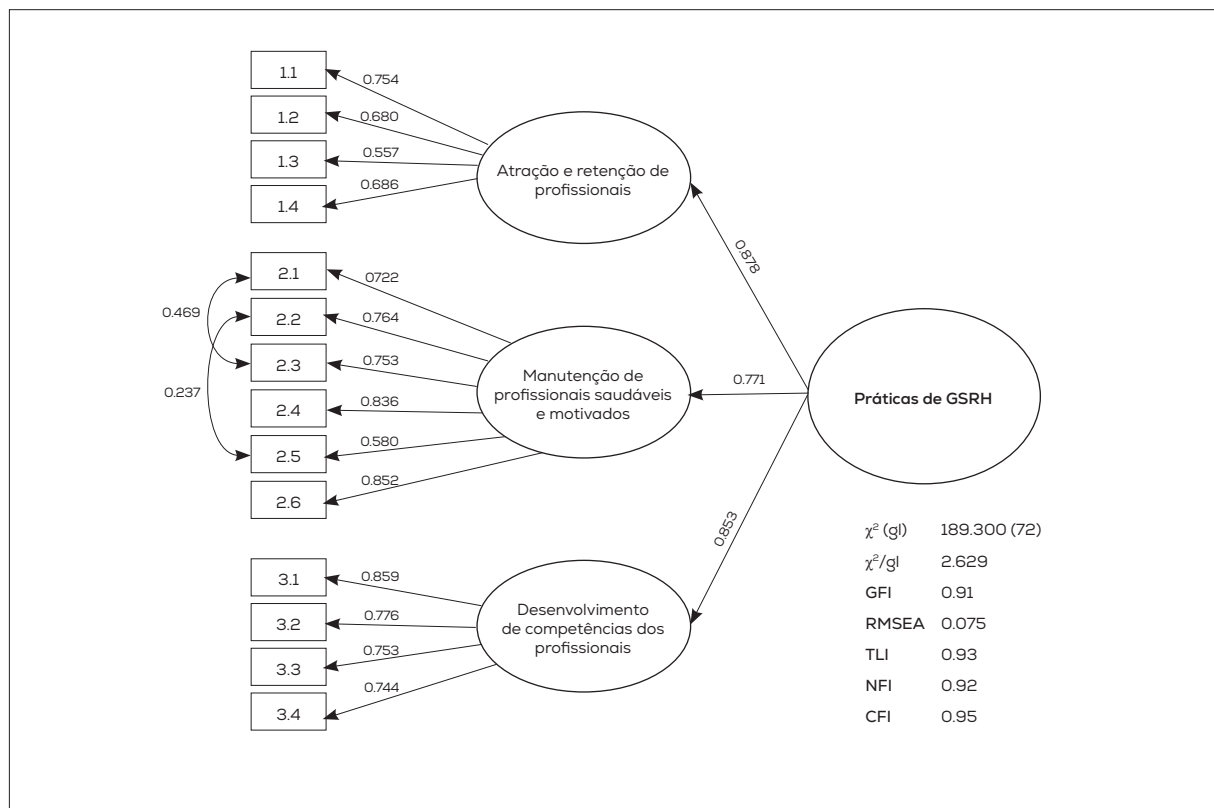 1.1
0.754
1.2
0.680
1.3
0.557
1.4
0.686
Atração e retenção de
profissionais
0.878
2.1
0722
2.2
0.764
0.469
2.3
0.753
0.237
2.4
0.836
2.5
0.580
2.6
0.852
Manutenção de
profissionais saudáveis
e motivados
0.771
Práticas de GSRH
0.853
3.1
0.859
3.2
0.776
3.3
0.753
3.4
0.744
Desenvolvimento
de competências dos
profissionais
χ² (gl) 189.300 (72)
χ²/gl 2.629
GFI 0.91
RMSEA 0.075
TLI 0.93
NFI 0.92
CFI 0.95